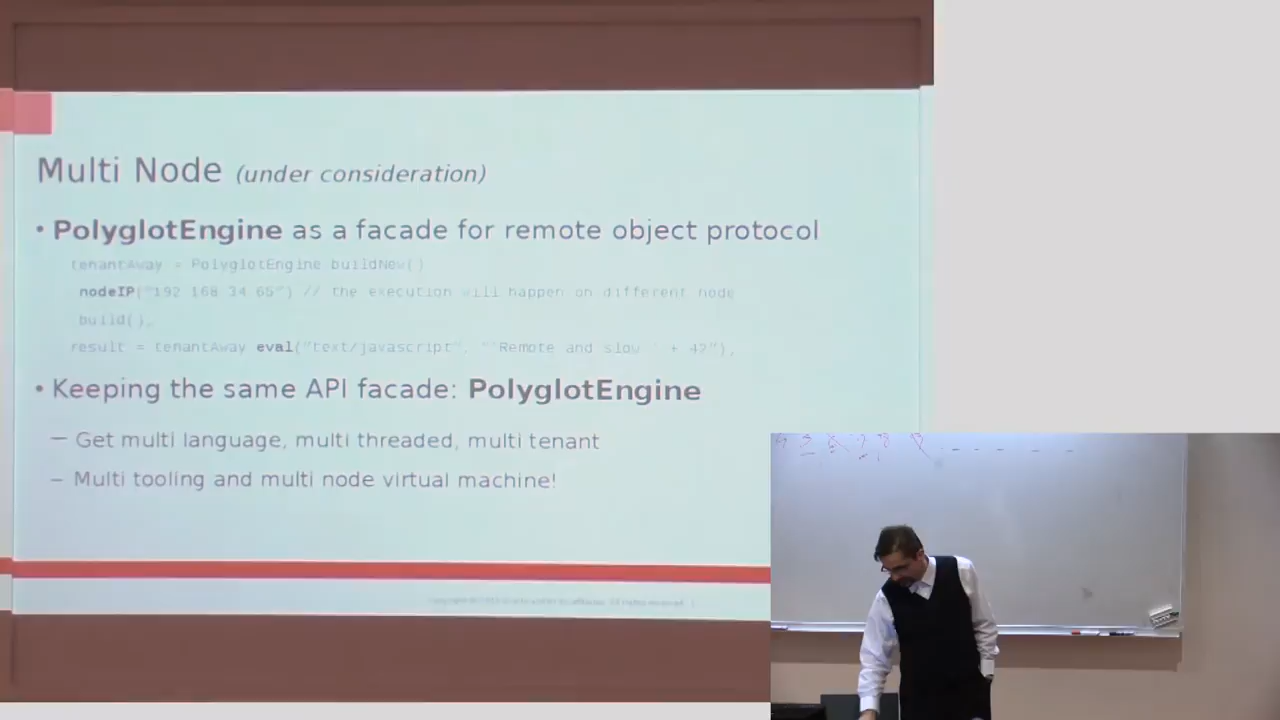 Multi Node (under consideration)
• PolyglotEngine as a facade for remote object protocol
tenantAway = PolyglotEngine buildNew()
nodeIP("192 168 34 65") // the execution will happen on different node
build(),
result = tenantAway eval("text/javascript", "'Remote and slow ' + 42"),
• Keeping the same API facade: PolyglotEngine
– Get multi language, multi threaded, multi tenant
– Multi tooling and multi node virtual machine!